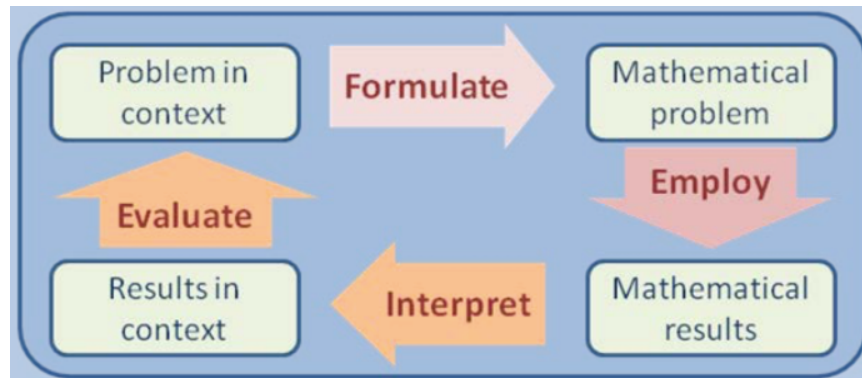 Problem in
context
Formulate
Mathematical
problem
Employ
Mathematical
results
Interpret
Results in
context
Evaluate